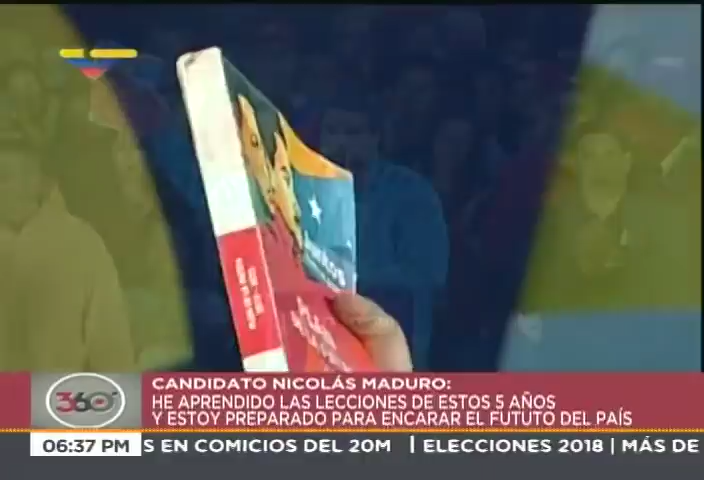 CANDIDATO NICOLÁS MADURO:
HE APRENDIDO LAS LECCIONES DE ESTOS 5 AÑOS
Y ESTOY PREPARADO PARA ENCARAR EL FUTUTO DEL PAÍS
360°
06:37 PM
S EN COMICIOS DEL 20M | ELECCIONES 2018 | MÁS DE